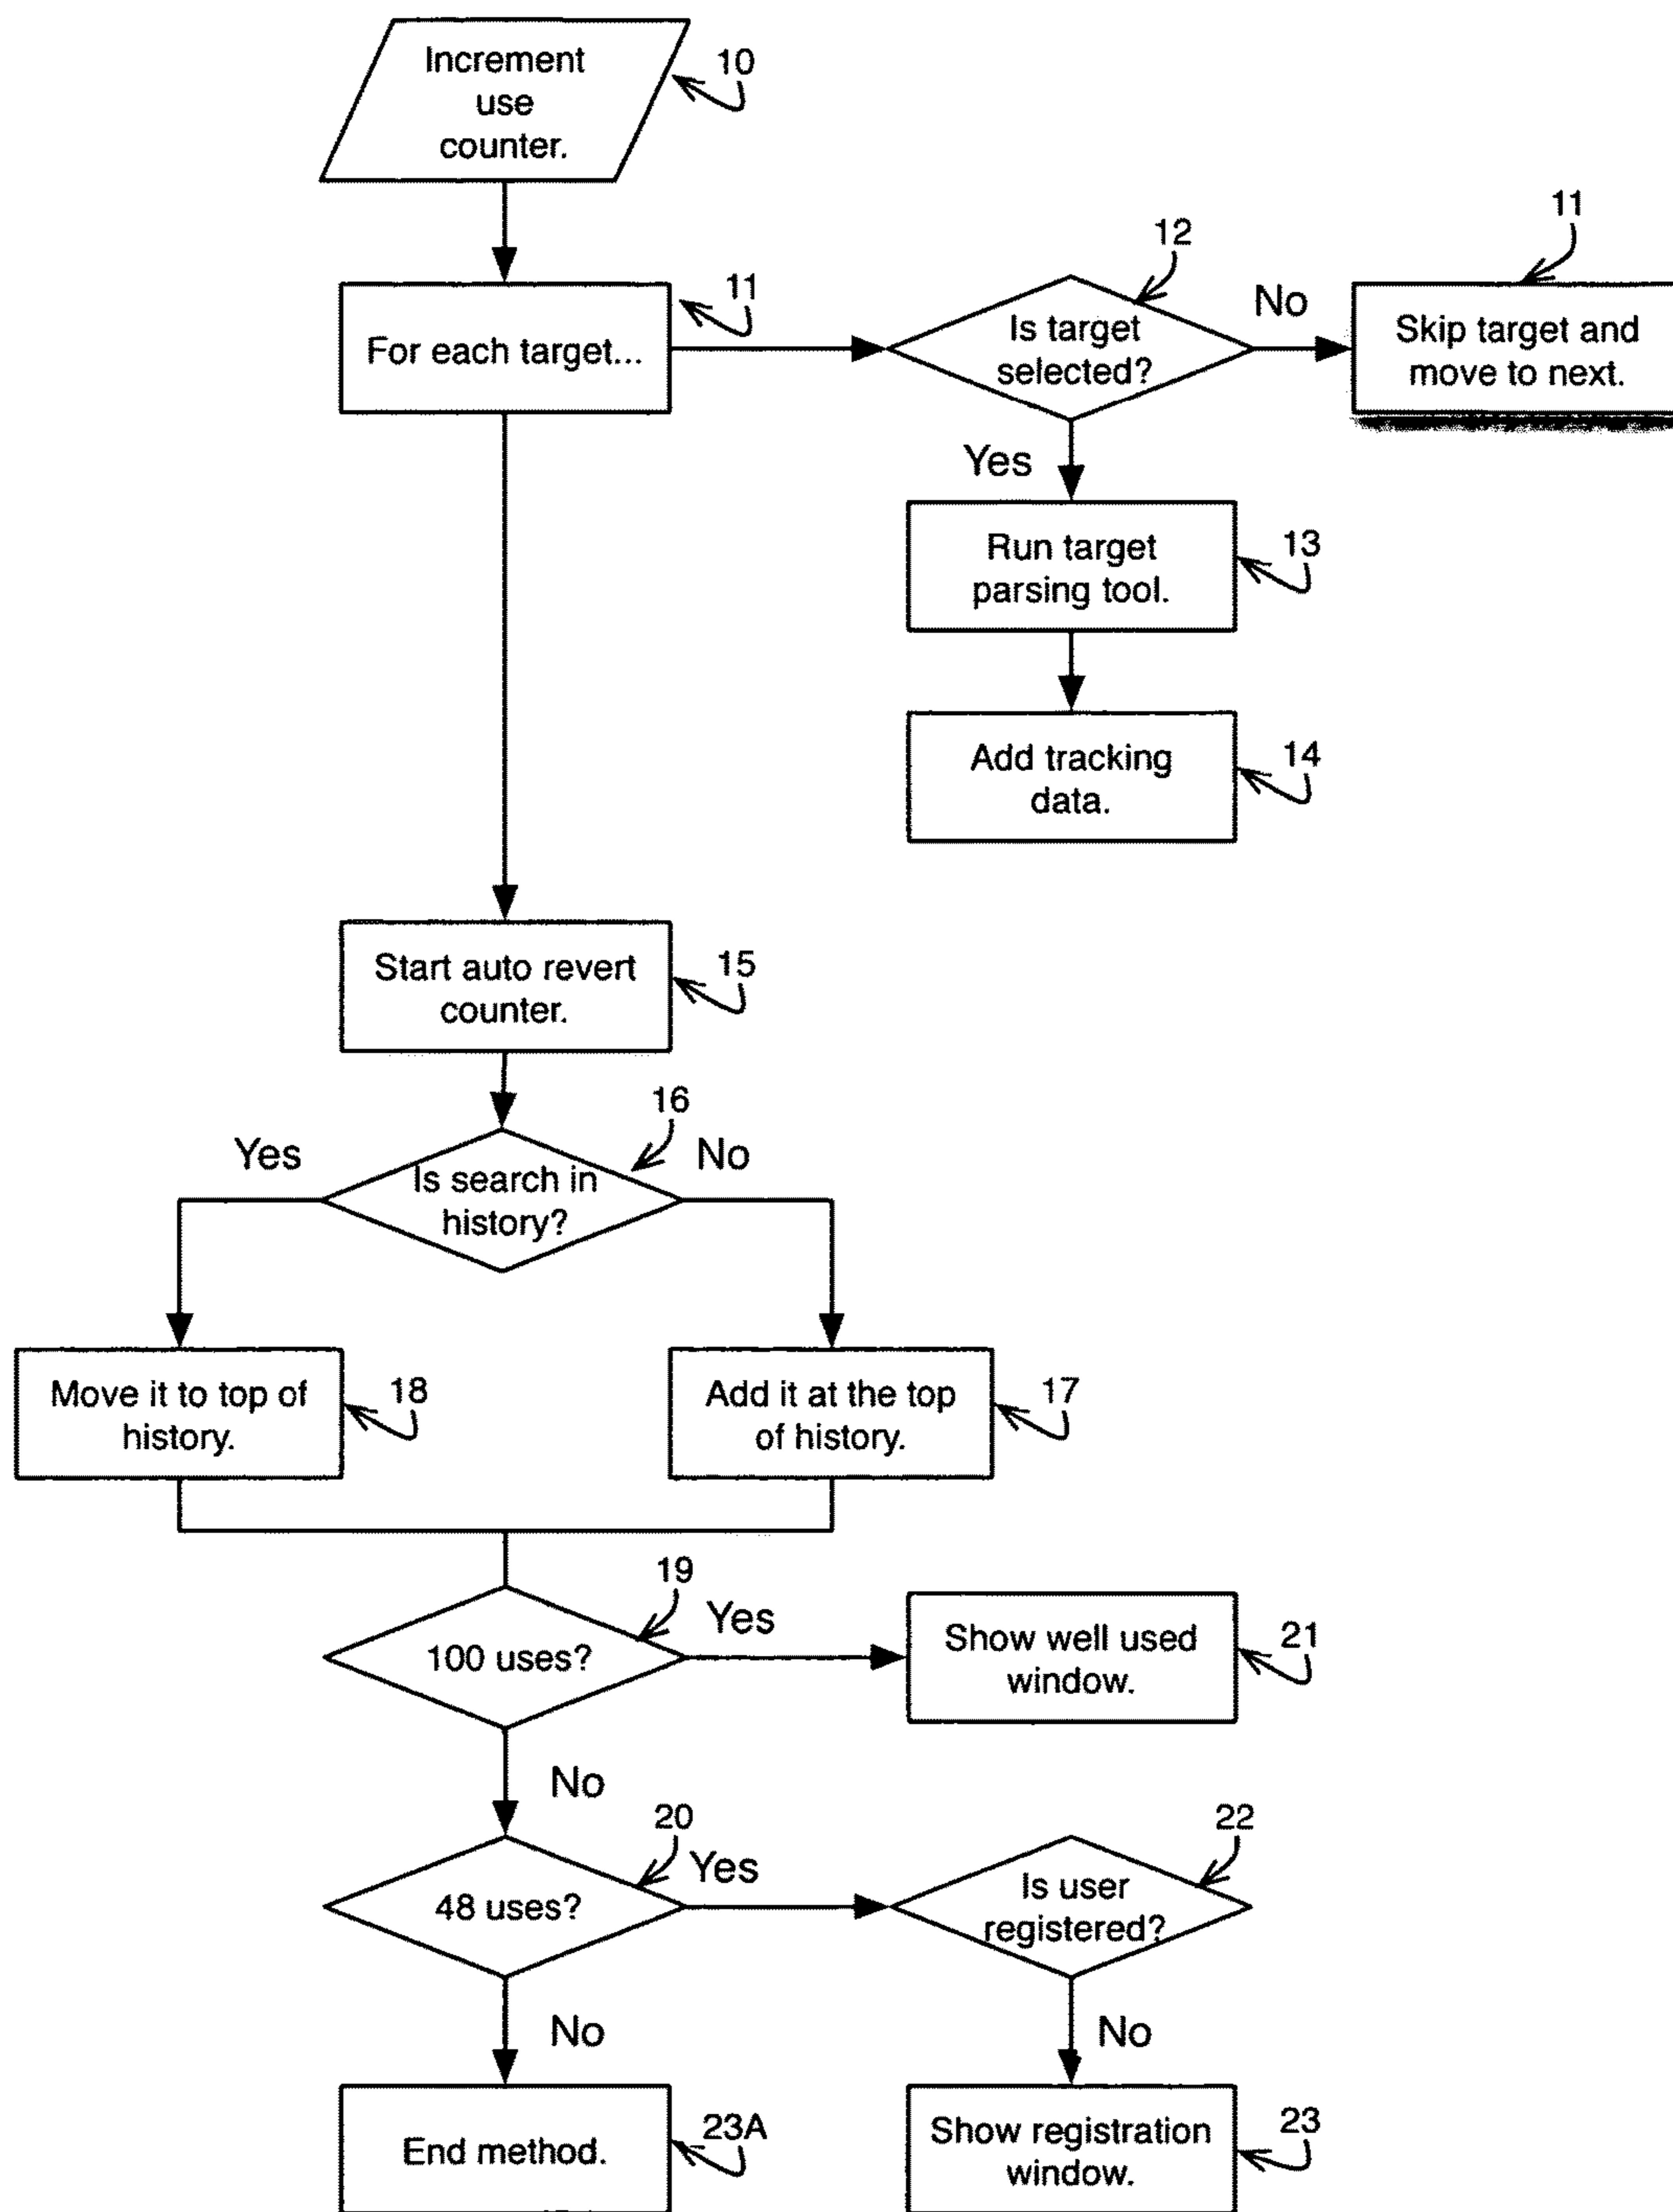 Increment
use
counter.
10
For each target...
11
12
Is target
selected?
No
11
Skip target and
move to next.
Yes
Run target
parsing tool.
13
Add tracking
data.
14
Start auto revert
counter.
15
16
Yes
No
Is search in
history?
Move it to top of
history.
18
Add it at the top
of history.
17
19
100 uses?
Yes
Show well used
window.
21
No
20
48 uses?
Yes
22
Is user
registered?
No
No
End method.
23A
Show registration
window.
23